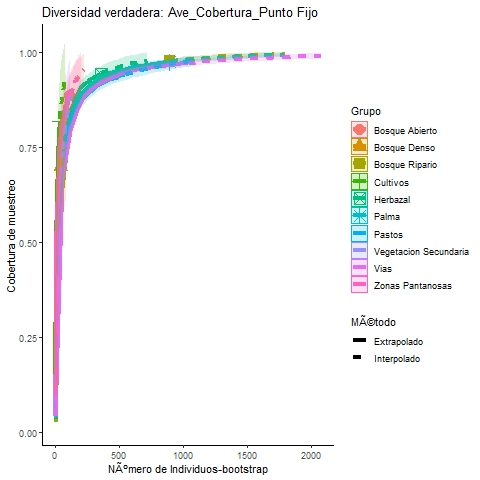 Diversidad verdadera: Ave_Cobertura_Punto Fijo
1.00
0.75
0.50
0.25
0.00
Cobertura de muestreo
0
500
1000
1500
2000
NÃºmero de Individuos-bootstrap
Grupo
Bosque Abierto
Bosque Denso
Bosque Ripario
Cultivos
Herbazal
Palma
Pastos
Vegetacion Secundaria
Vias
Zonas Pantanosas
MÃ©todo
Extrapolado
Interpolado